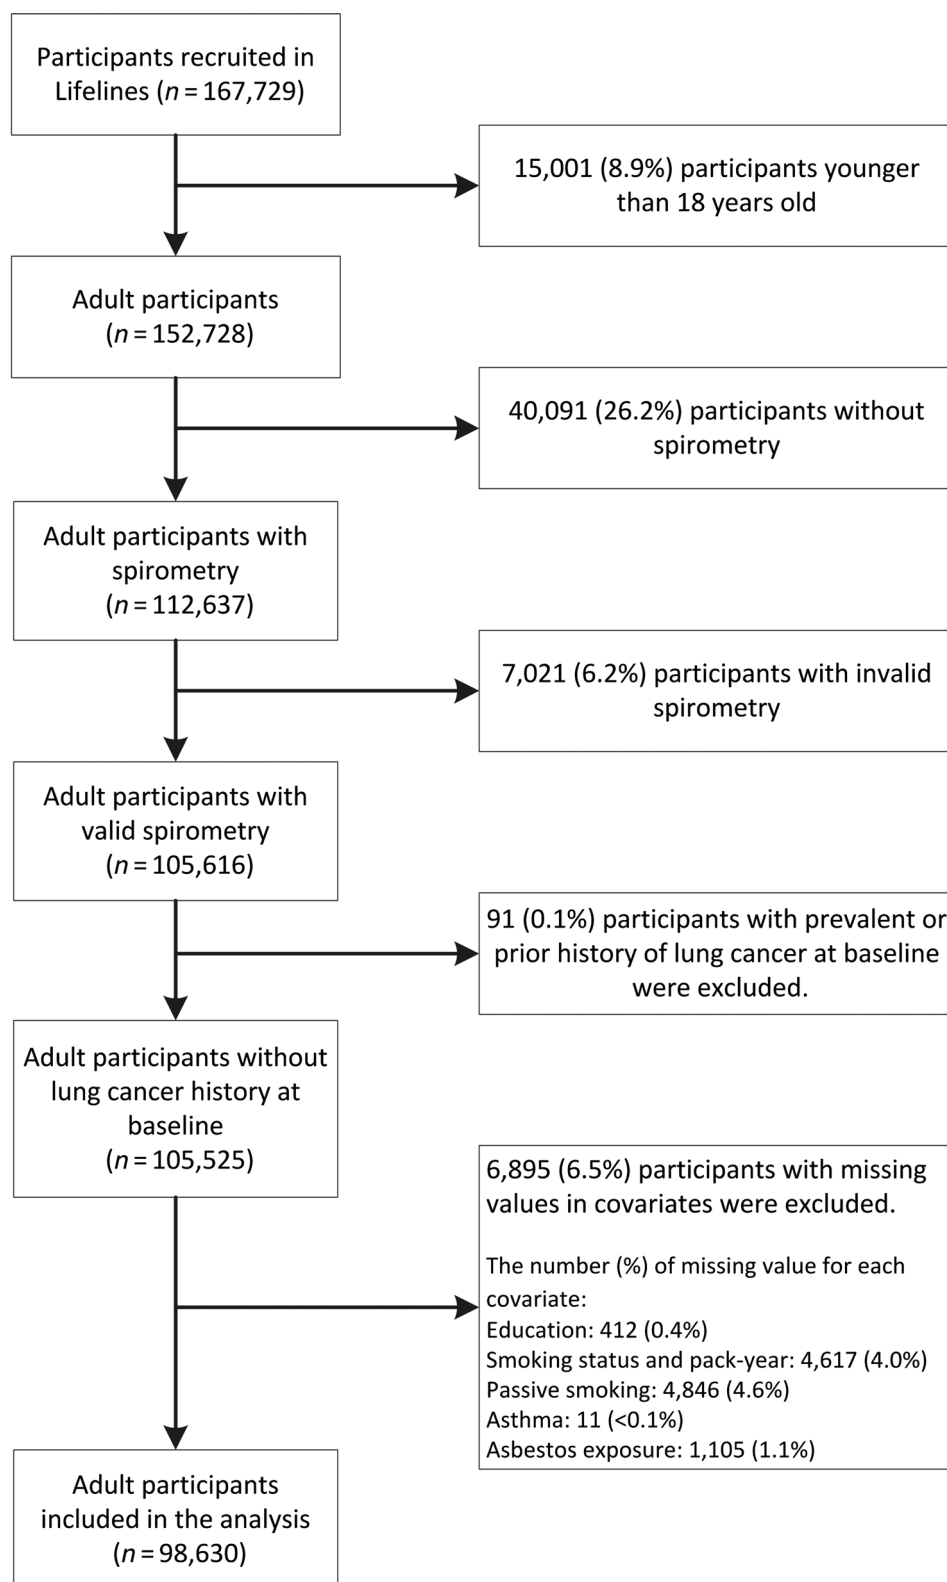 Participants recruited in
Lifelines (n = 167,729)
15,001 (8.9%) participants younger
than 18 years old
Adult participants
(n = 152,728)
40,091 (26.2%) participants without
spirometry
Adult participants with
spirometry
(n = 112,637)
7,021 (6.2%) participants with invalid
spirometry
Adult participants with
valid spirometry
(n = 105,616)
91 (0.1%) participants with prevalent or
prior history of lung cancer at baseline
were excluded.
Adult participants without
lung cancer history at
baseline
(n = 105,525)
6,895 (6.5%) participants with missing
values in covariates were excluded.
The number (%) of missing value for each
covariate:
Education: 412 (0.4%)
Smoking status and pack-year: 4,617 (4.0%)
Passive smoking: 4,846 (4.6%)
Asthma: 11 (<0.1%)
Asbestos exposure: 1,105 (1.1%)
Adult participants
included in the analysis
(n = 98,630)